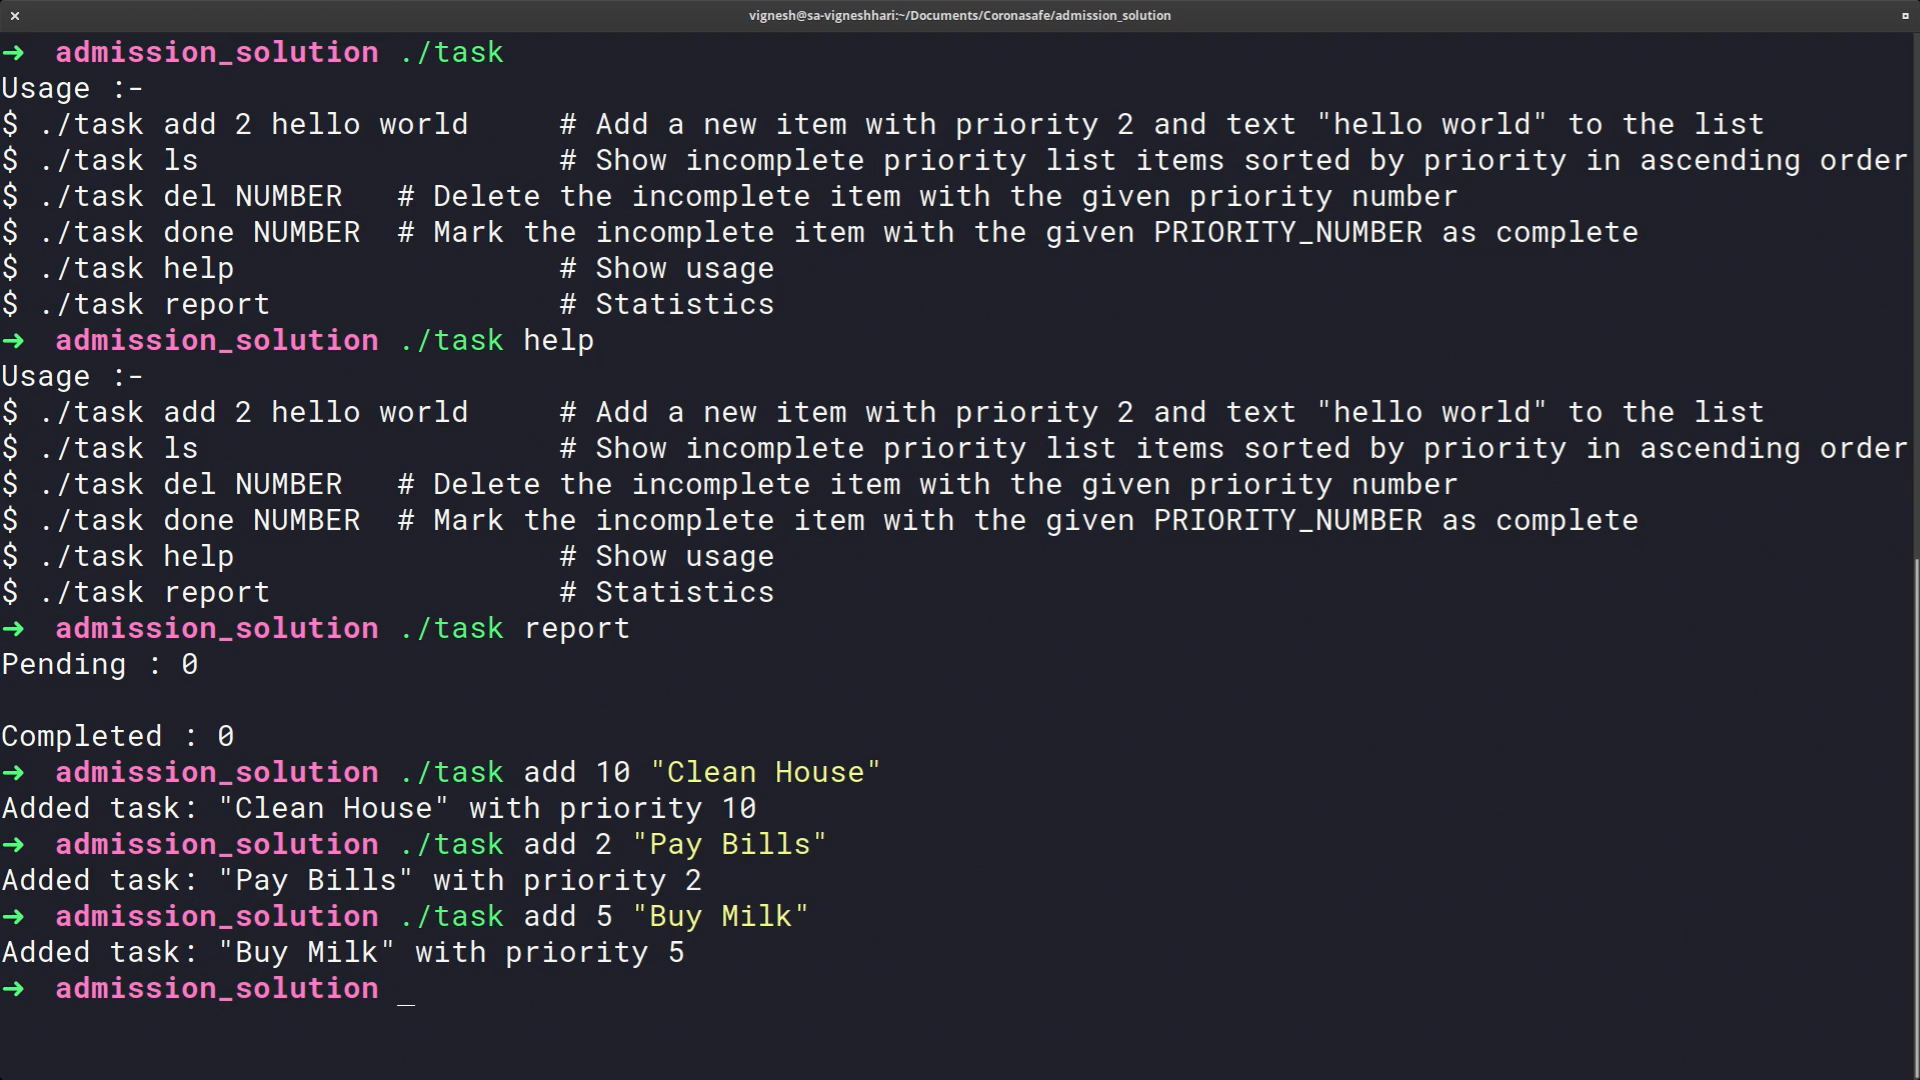 vignesh@sa-vigneshhari:~/Documents/Coronasafe/admission_solution
➜  admission_solution ./task
Usage :-
$ ./task add 2 hello world     # Add a new item with priority 2 and text "hello world" to the list
$ ./task ls                    # Show incomplete priority list items sorted by priority in ascending order
$ ./task del NUMBER   # Delete the incomplete item with the given priority number
$ ./task done NUMBER  # Mark the incomplete item with the given PRIORITY_NUMBER as complete
$ ./task help                  # Show usage
$ ./task report                # Statistics
➜  admission_solution ./task help
Usage :-
$ ./task add 2 hello world     # Add a new item with priority 2 and text "hello world" to the list
$ ./task ls                    # Show incomplete priority list items sorted by priority in ascending order
$ ./task del NUMBER   # Delete the incomplete item with the given priority number
$ ./task done NUMBER  # Mark the incomplete item with the given PRIORITY_NUMBER as complete
$ ./task help                  # Show usage
$ ./task report                # Statistics
➜  admission_solution ./task report
Pending : 0

Completed : 0
➜  admission_solution ./task add 10 "Clean House"
Added task: "Clean House" with priority 10
➜  admission_solution ./task add 2 "Pay Bills"
Added task: "Pay Bills" with priority 2
➜  admission_solution ./task add 5 "Buy Milk"
Added task: "Buy Milk" with priority 5
➜  admission_solution _